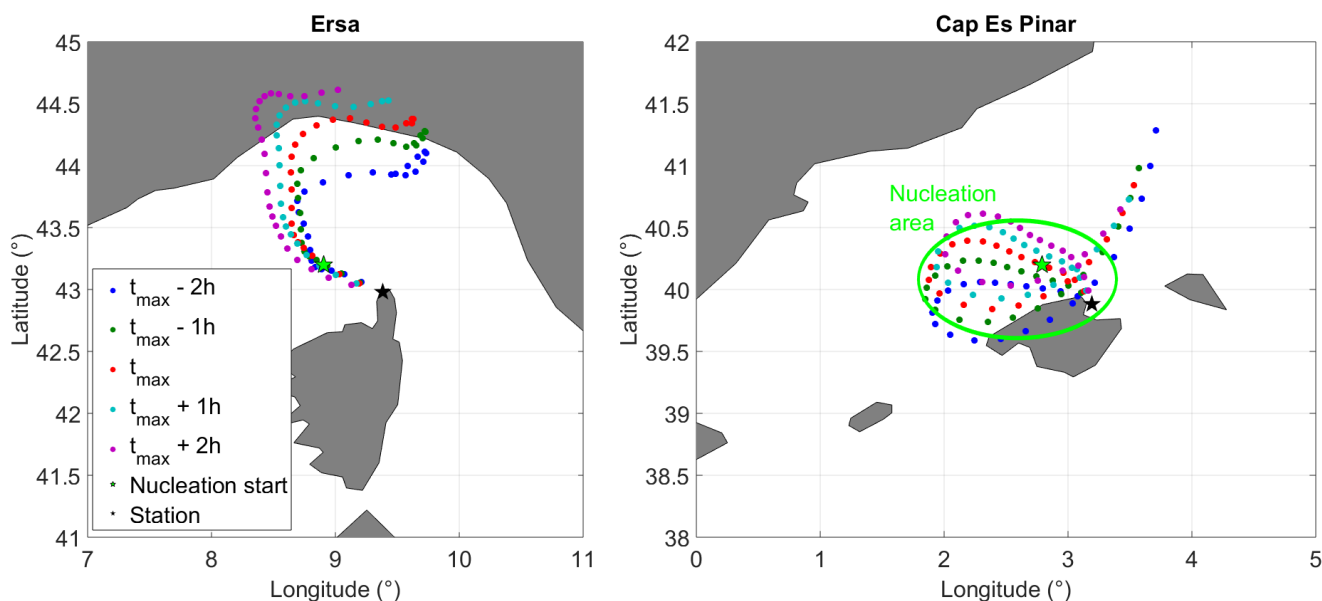 Ersa
45
44.5
44
43.5
43
42.5
42
41.5
41
7
8
9
10
11
Latitude (°)
Longitude (°)
t_max - 2h
t_max - 1h
t_max
t_max + 1h
t_max + 2h
Nucleation start
Station
Cap Es Pinar
42
41.5
41
40.5
40
39.5
39
38.5
38
0
1
2
3
4
5
Latitude (°)
Longitude (°)
Nucleation
area